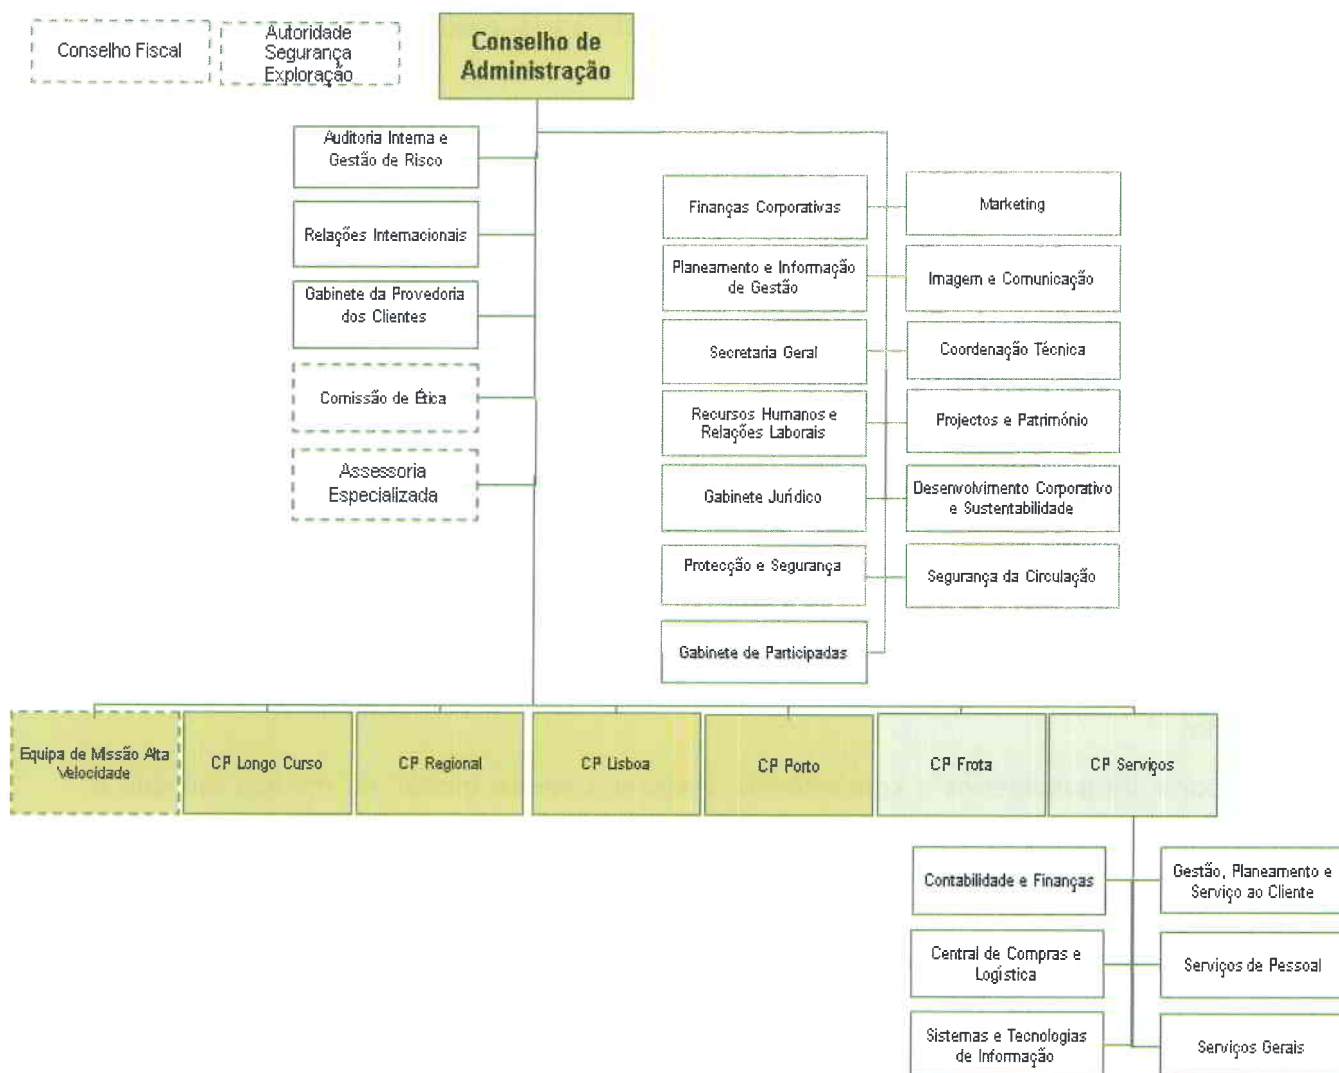 Conselho Fiscal
Autoridade
Segurança
Exploração
Conselho de
Administração
Auditoria Interna e
Gestão de Risco
Relações Internacionais
Gabinete da Provedoria
dos Clientes
Comissão de Ética
Assessoria
Especializada
Finanças Corporativas
Marketing
Planeamento e Informação
de Gestão
Imagem e Comunicação
Secretaria Geral
Coordenação Técnica
Recursos Humanos e
Relações Laborais
Projectos e Património
Gabinete Jurídico
Desenvolvimento Corporativo
e Sustentabilidade
Protecção e Segurança
Segurança da Circulação
Gabinete de Participadas
Equipa de Missão Alta
Velocidade
CP Longo Curso
CP Regional
CP Lisboa
CP Porto
CP Frota
CP Serviços
Contabilidade e Finanças
Gestão, Planeamento e
Serviço ao Cliente
Central de Compras e
Logística
Serviços de Pessoal
Sistemas e Tecnologias
de Informação
Serviços Gerais